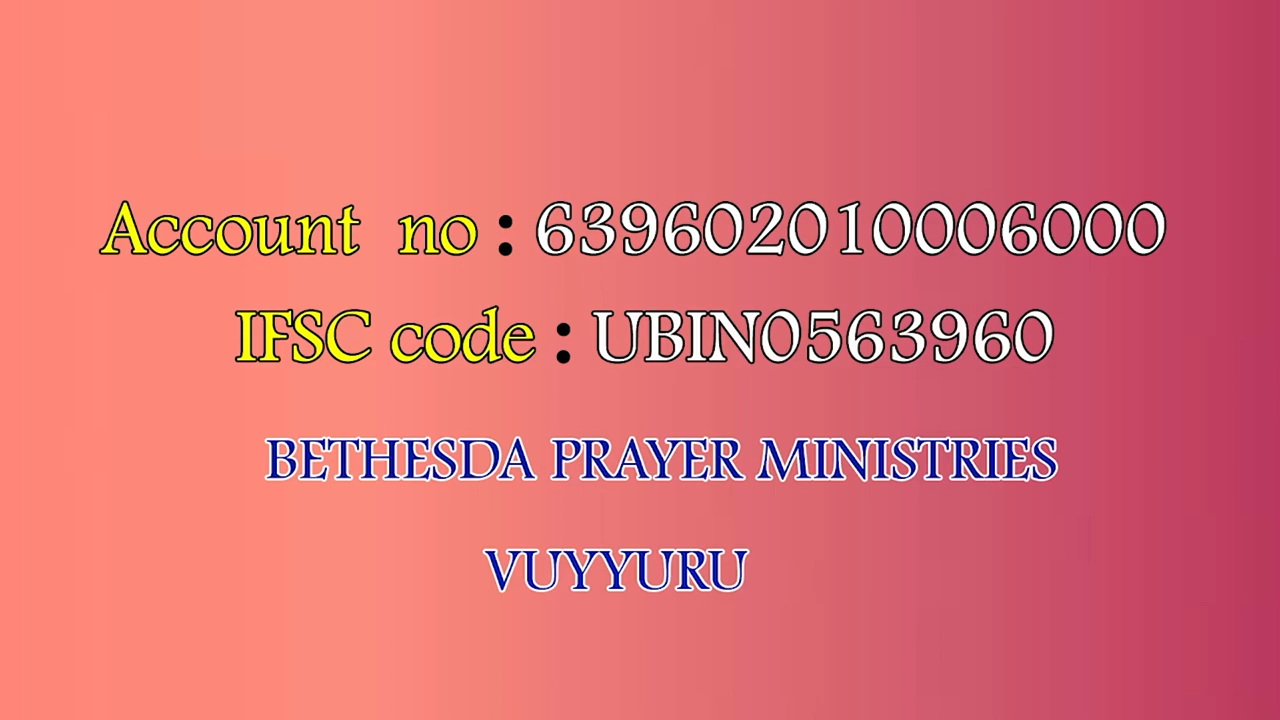 Account no : 639602010006000
IFSC code : UBIN0563960
BETHESDA PRAYER MINISTRIES
VUYYURU